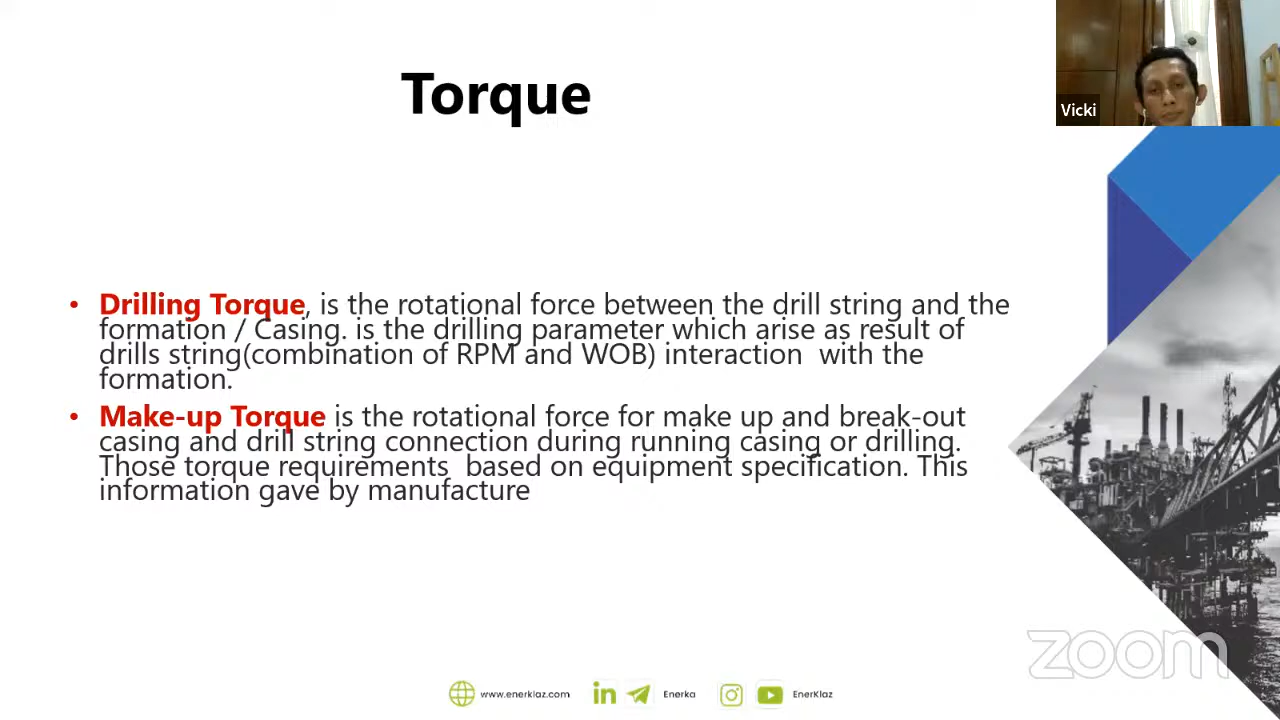 Torque
Vicki
• Drilling Torque, is the rotational force between the drill string and the
formation / Casing. is the drilling parameter which arise as result of
drills string(combination of RPM and WOB) interaction  with the
formation.
• Make-up Torque is the rotational force for make up and break-out
casing and drill string connection during running casing or drilling.
Those torque requirements  based on equipment specification. This
information gave by manufacture
zoom
www.enerklaz.com
in
Enerka
EnerKlaz